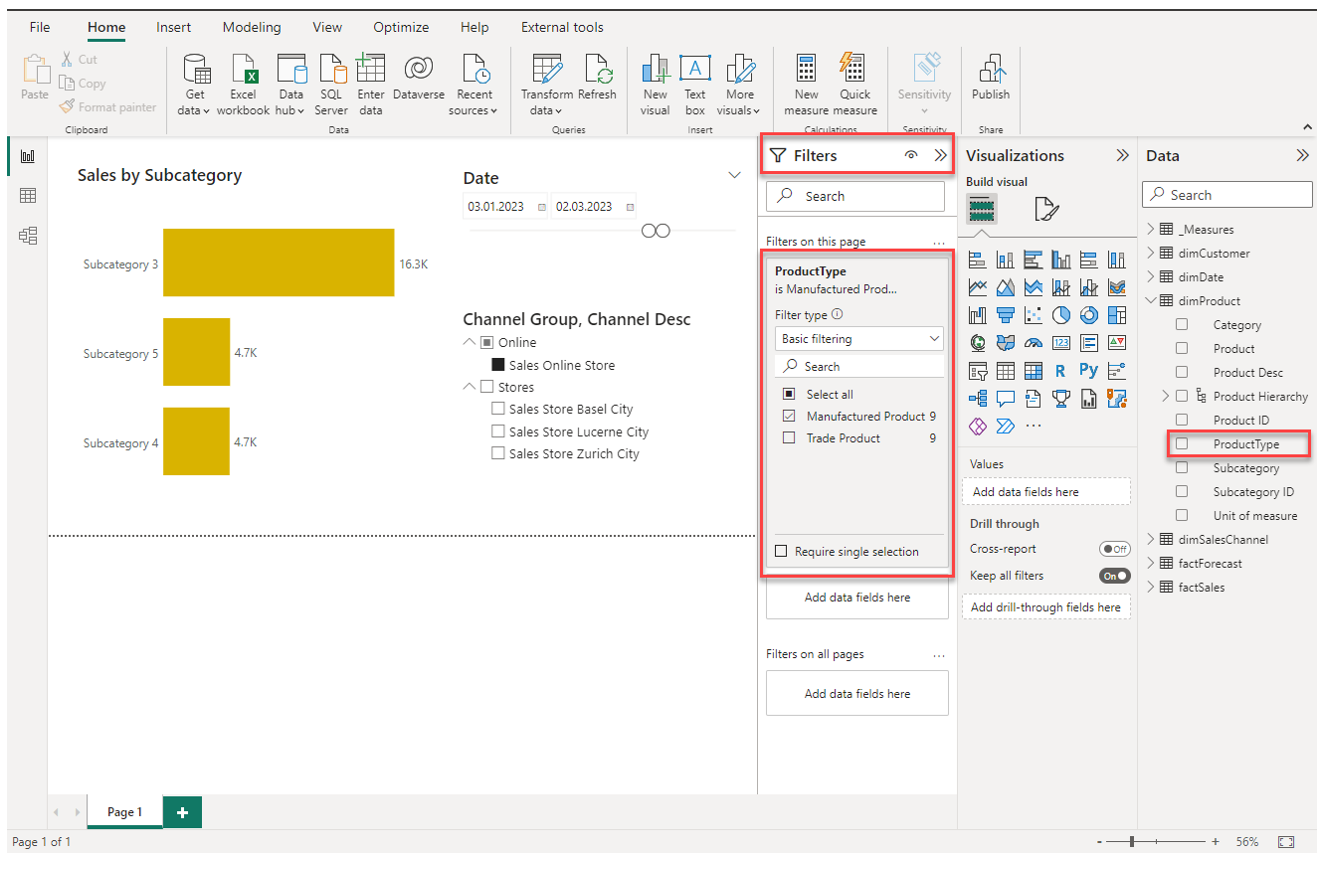 File Home Insert Modeling View Optimize Help External tools
Paste
Cut
Copy
Format painter
Clipboard
Get data
Excel workbook
Data hub
SQL Server
Enter data
Dataverse
Recent sources
Data
Transform data
Refresh
Queries
New visual
Text box
More visuals
Insert
New measure
Quick measure
Calculations
Sensitivity
Sensitivity
Publish
Share
Sales by Subcategory
Subcategory 3 16.3K
Subcategory 5 4.7K
Subcategory 4 4.7K
Date
03.01.2023 02.03.2023
Channel Group, Channel Desc
Online
Sales Online Store
Stores
Sales Store Basel City
Sales Store Lucerne City
Sales Store Zurich City
Filters
Search
Filters on this page ...
ProductType
is Manufactured Prod...
Filter type
Basic filtering
Search
Select all
Manufactured Product 9
Trade Product 9
Require single selection
Add data fields here
Filters on all pages ...
Add data fields here
Visualizations
Build visual
123
R
Py
...
Values
Add data fields here
Drill through
Cross-report Off
Keep all filters On
Add drill-through fields here
Data
Search
_Measures
dimCustomer
dimDate
dimProduct
Category
Product
Product Desc
Product Hierarchy
Product ID
ProductType
Subcategory
Subcategory ID
Unit of measure
dimSalesChannel
factForecast
factSales
Page 1
+
Page 1 of 1
- + 56%